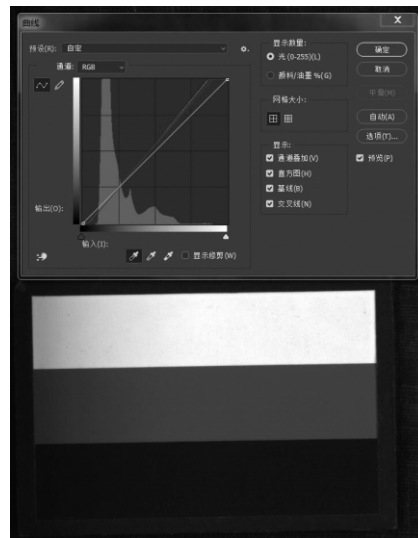 曲线
预设(R): 自定
通道: RGB
输出(O):
输入(I):
显示修剪(W)
显示数量:
光 (0-255)(L)
颜料/油墨 %(G)
网格大小:
显示:
通道叠加(V)
直方图(H)
基线(B)
交叉线(N)
确定
取消
平滑(M)
自动(A)
选项(T)...
预览(P)